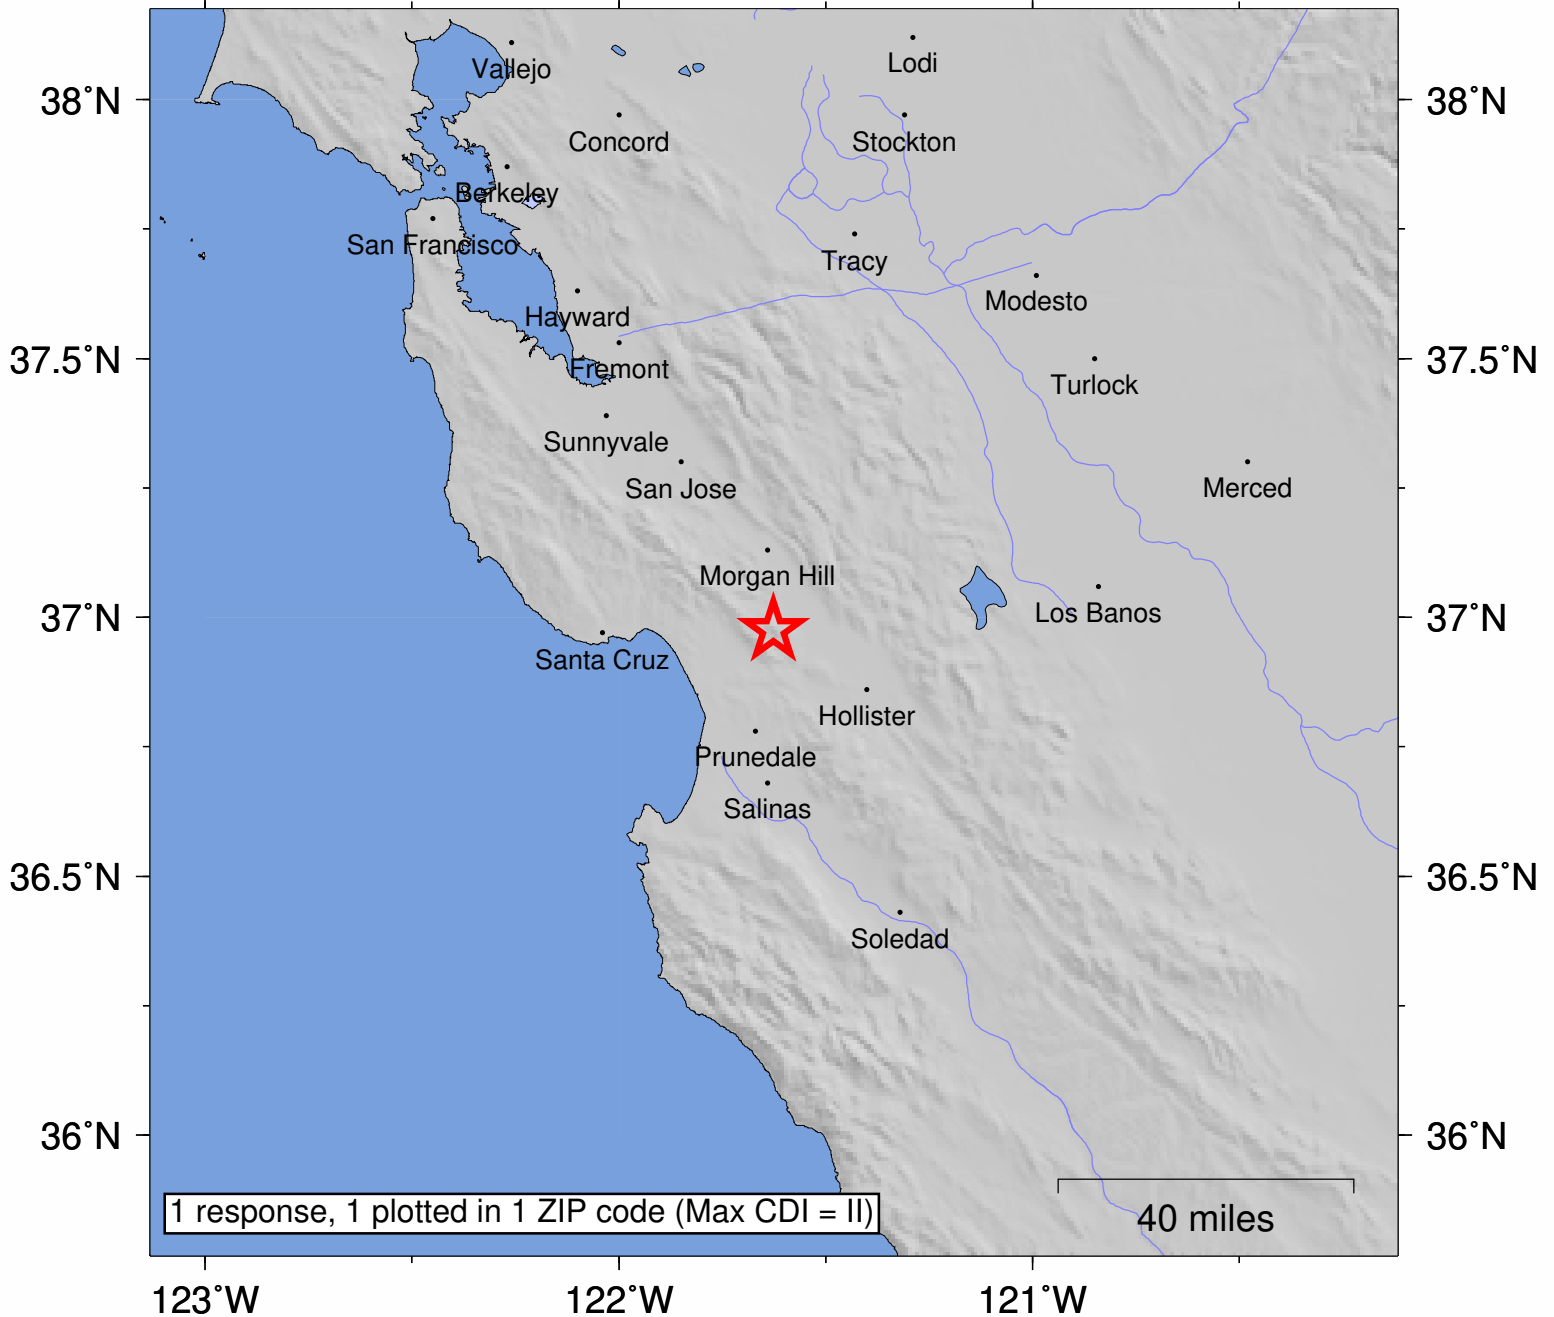 Vallejo
Lodi
38°N
38°N
Concord
Stockton
Berkeley
San Francisco
Tracy
Modesto
Hayward
37.5°N
37.5°N
Fremont
Turlock
Sunnyvale
San Jose
Merced
Morgan Hill
37°N
Los Banos
37°N
Santa Cruz
Hollister
Prunedale
Salinas
36.5°N
36.5°N
Soledad
36°N
36°N
1 response, 1 plotted in 1 ZIP code (Max CDI = II)
40 miles
123°W
122°W
121°W